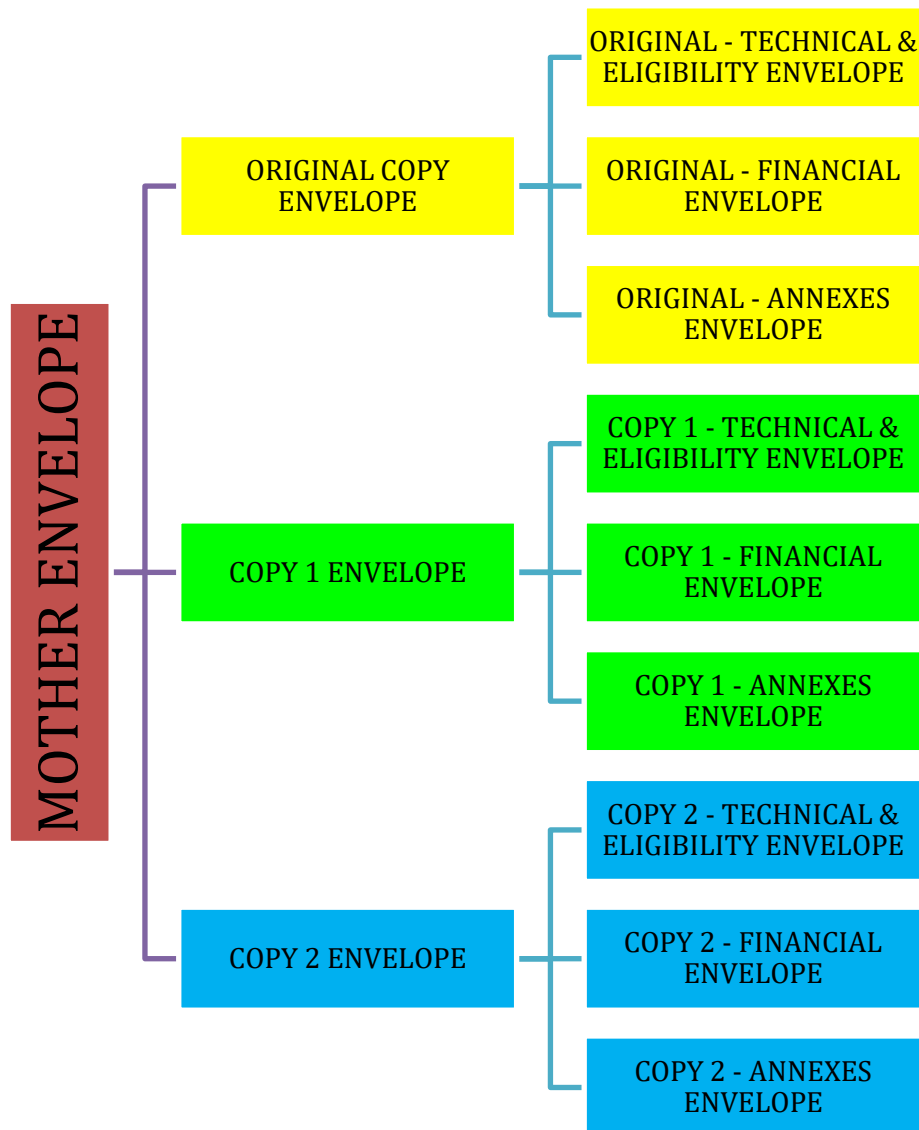 MOTHER ENVELOPE
ORIGINAL COPY
ENVELOPE
ORIGINAL - TECHNICAL &
ELIGIBILITY ENVELOPE
ORIGINAL - FINANCIAL
ENVELOPE
ORIGINAL - ANNEXES
ENVELOPE
COPY 1 ENVELOPE
COPY 1 - TECHNICAL &
ELIGIBILITY ENVELOPE
COPY 1 - FINANCIAL
ENVELOPE
COPY 1 - ANNEXES
ENVELOPE
COPY 2 ENVELOPE
COPY 2 - TECHNICAL &
ELIGIBILITY ENVELOPE
COPY 2 - FINANCIAL
ENVELOPE
COPY 2 - ANNEXES
ENVELOPE